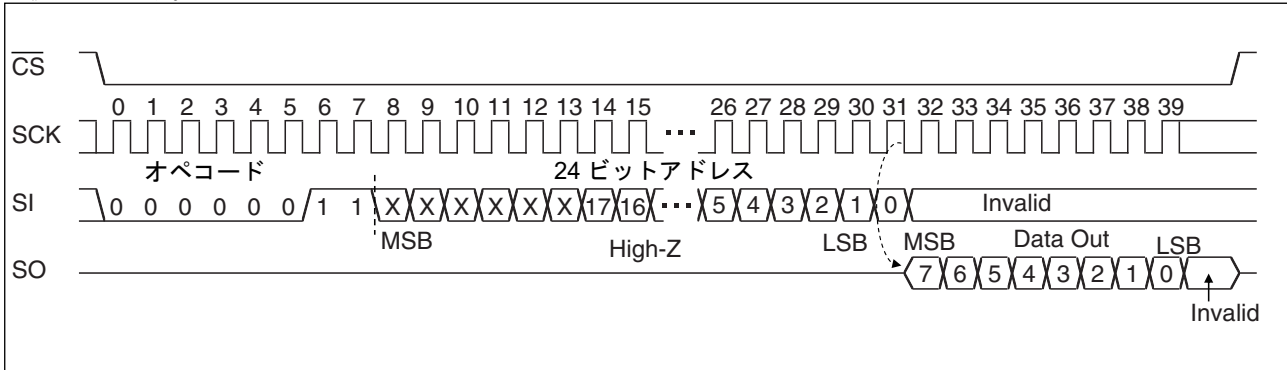 CS
0 1 2 3 4 5 6 7 8 9 10 11 12 13 14 15 26 27 28 29 30 31 32 33 34 35 36 37 38 39
SCK
オペコード 24 ビットアドレス
SI 0 0 0 0 0 0 1 1 X X X X X X 17 16 5 4 3 2 1 0 Invalid
MSB High-Z LSB MSB Data Out LSB
SO 7 6 5 4 3 2 1 0
Invalid